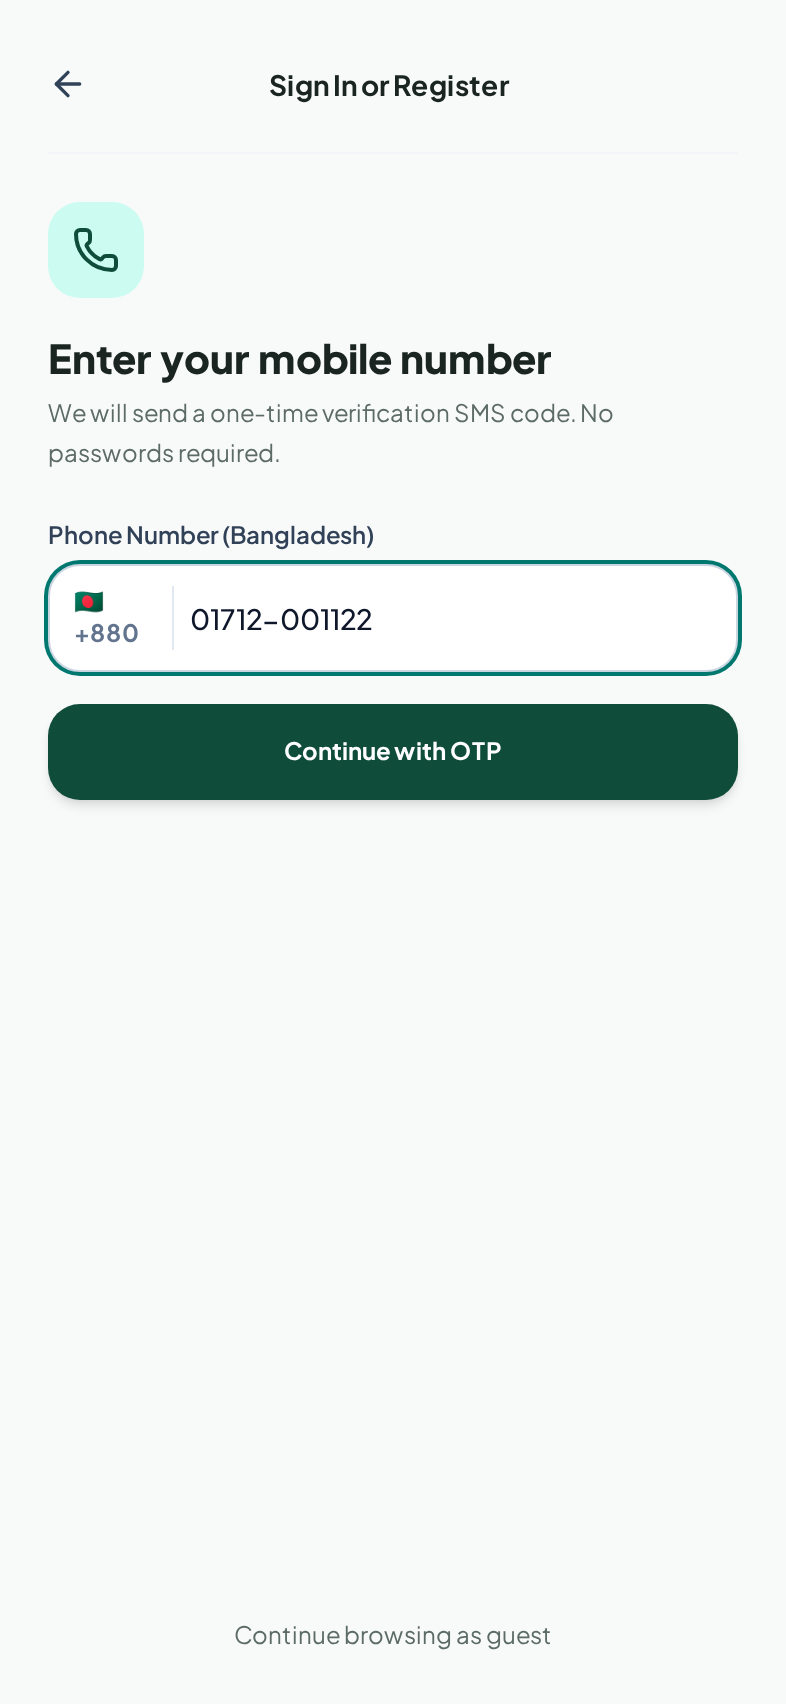 Sign In or Register
Enter your mobile number
We will send a one-time verification SMS code. No
passwords required.
Phone Number (Bangladesh)
+880
01712-001122
Continue with OTP
Continue browsing as guest